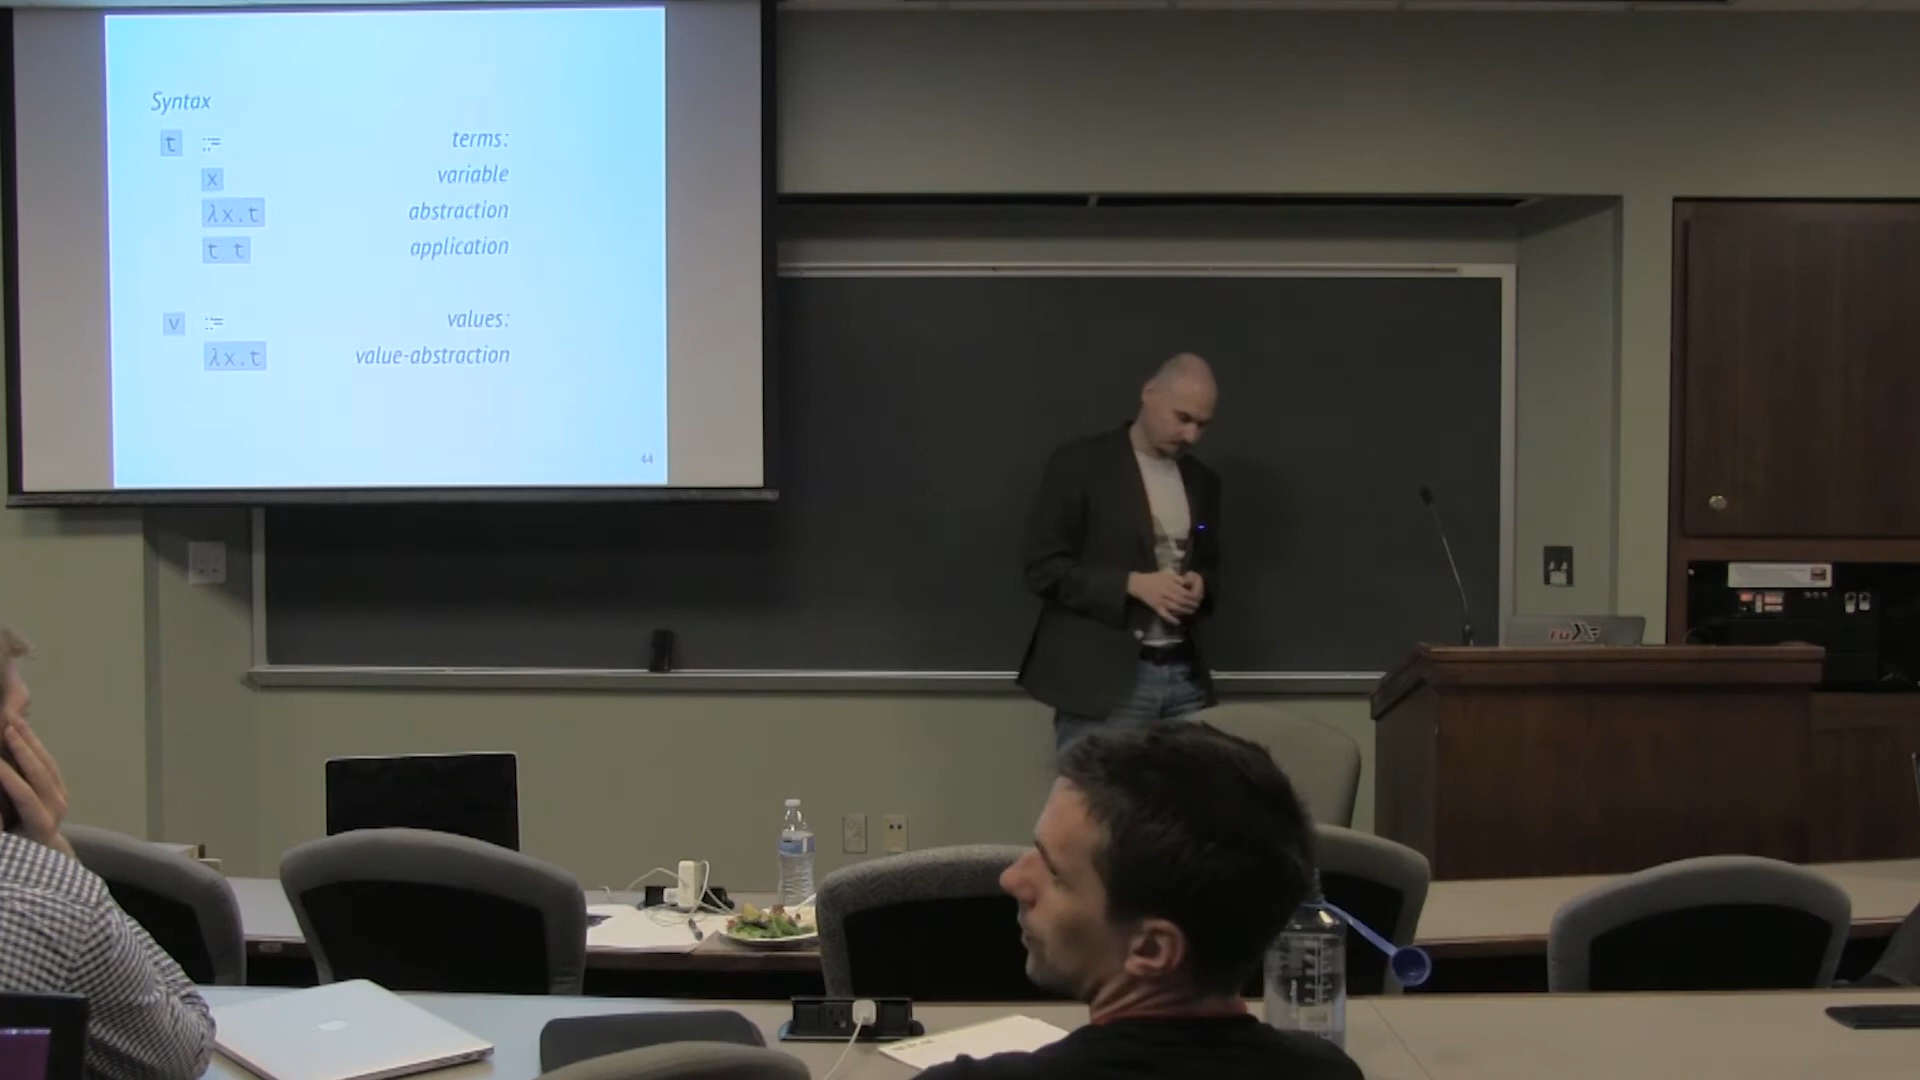 Syntax
t ::= terms:
x variable
λx.t abstraction
t t application
v ::= values:
λx.t value-abstraction
44